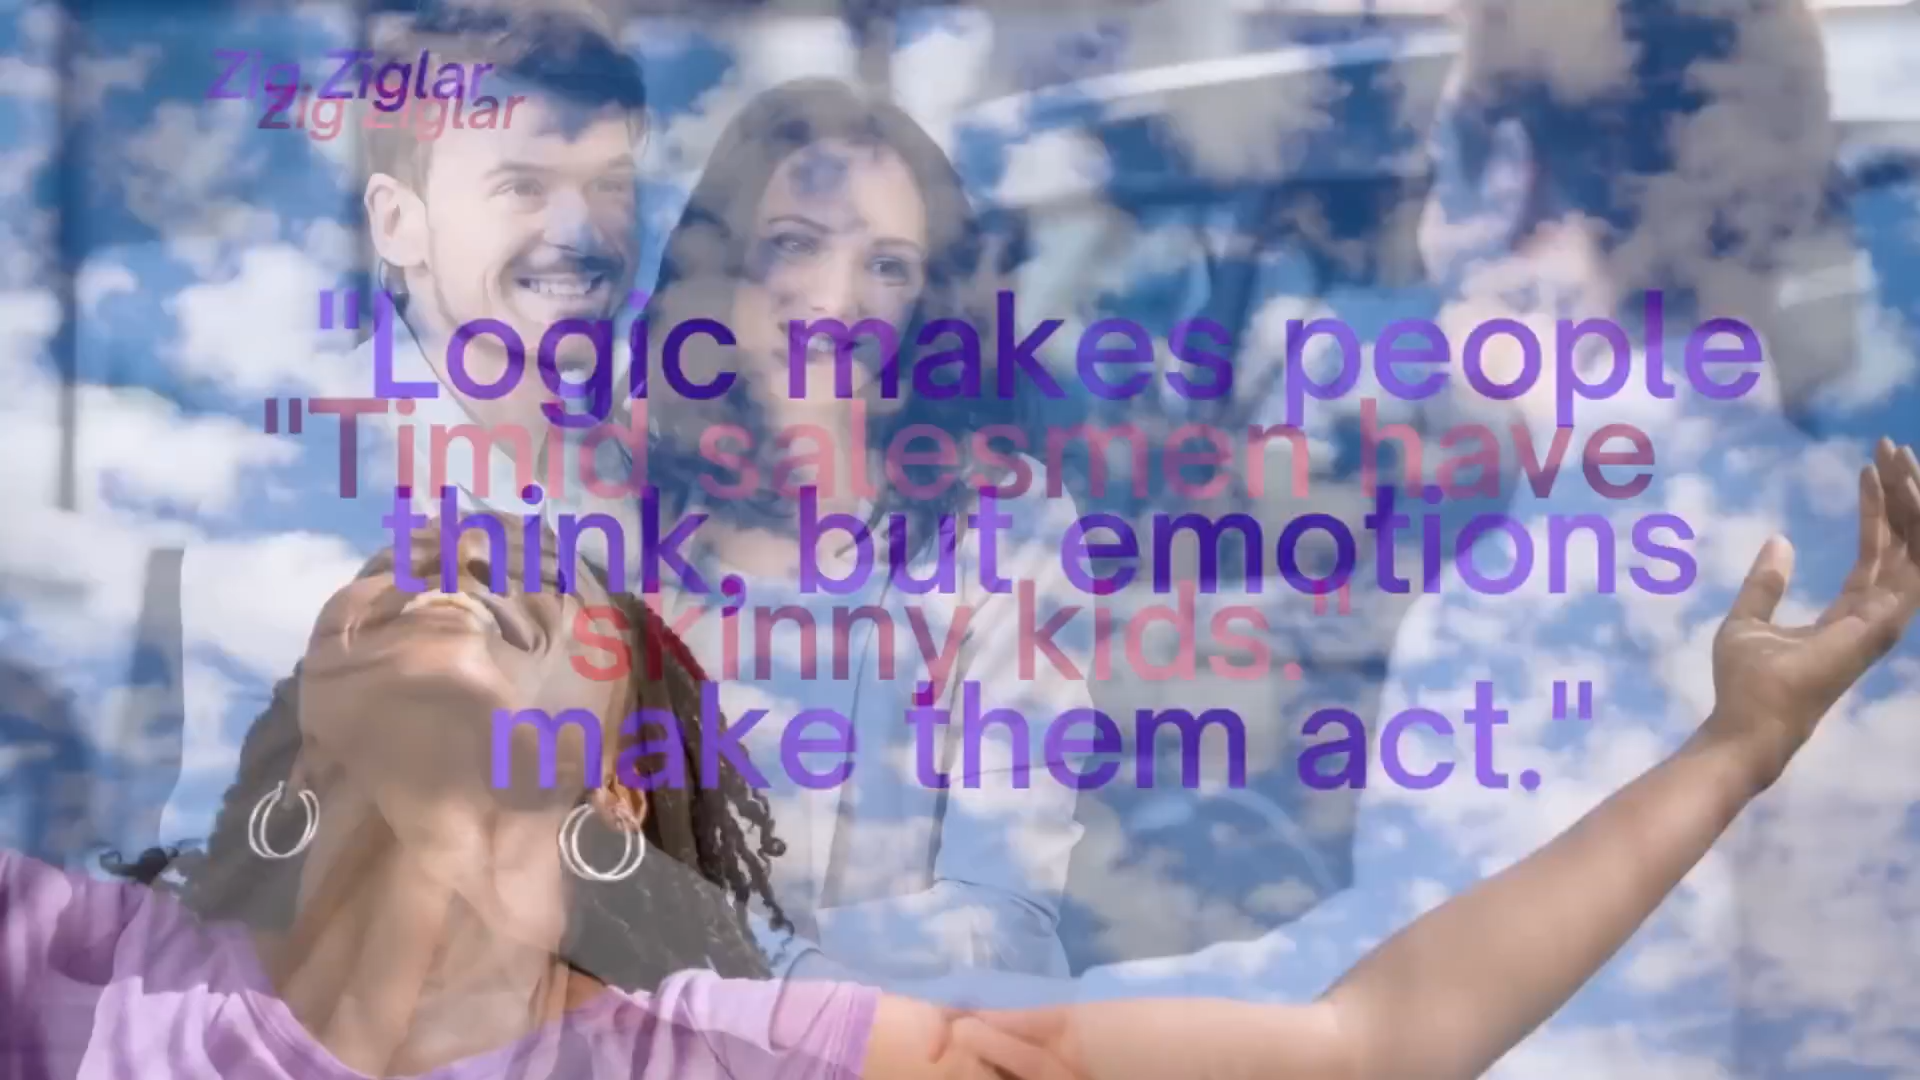 Zig Ziglar
Zig Ziglar
"Logic makes people
think, but emotions
make them act."
"Timid salesmen have
skinny kids."